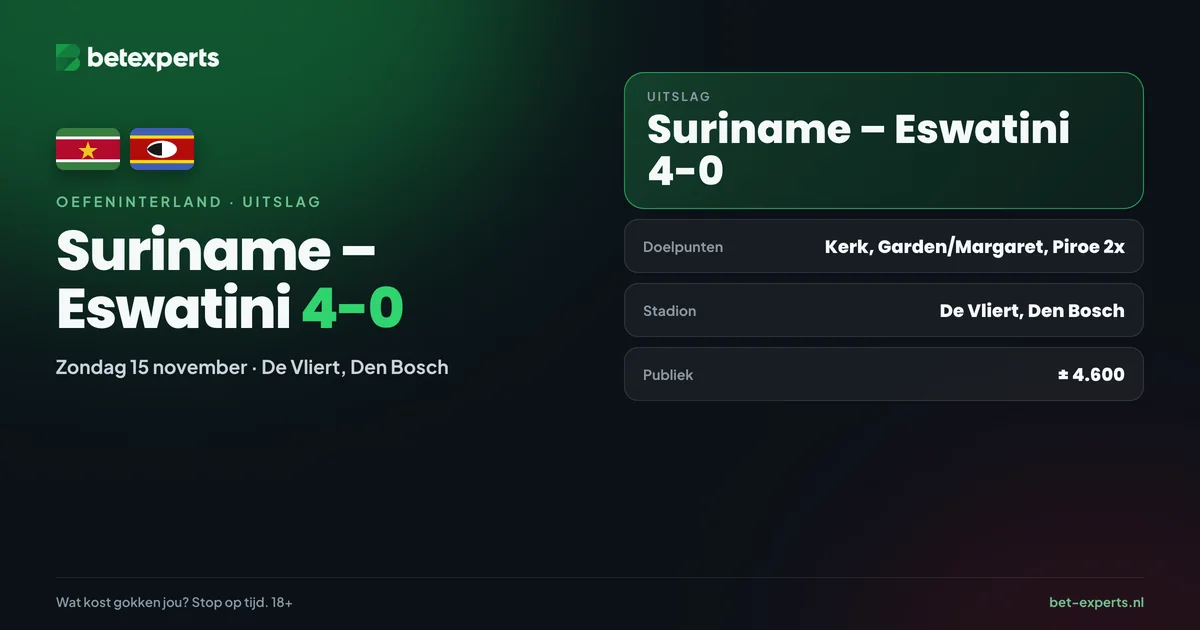 betexperts
OEFENINTERLAND · UITSLAG
Suriname –
Eswatini 4–0
Zondag 15 november · De Vliert, Den Bosch
UITSLAG
Suriname – Eswatini
4–0
Doelpunten Kerk, Garden/Margaret, Piroe 2x
Stadion De Vliert, Den Bosch
Publiek ± 4.600
Wat kost gokken jou? Stop op tijd. 18+
bet-experts.nl